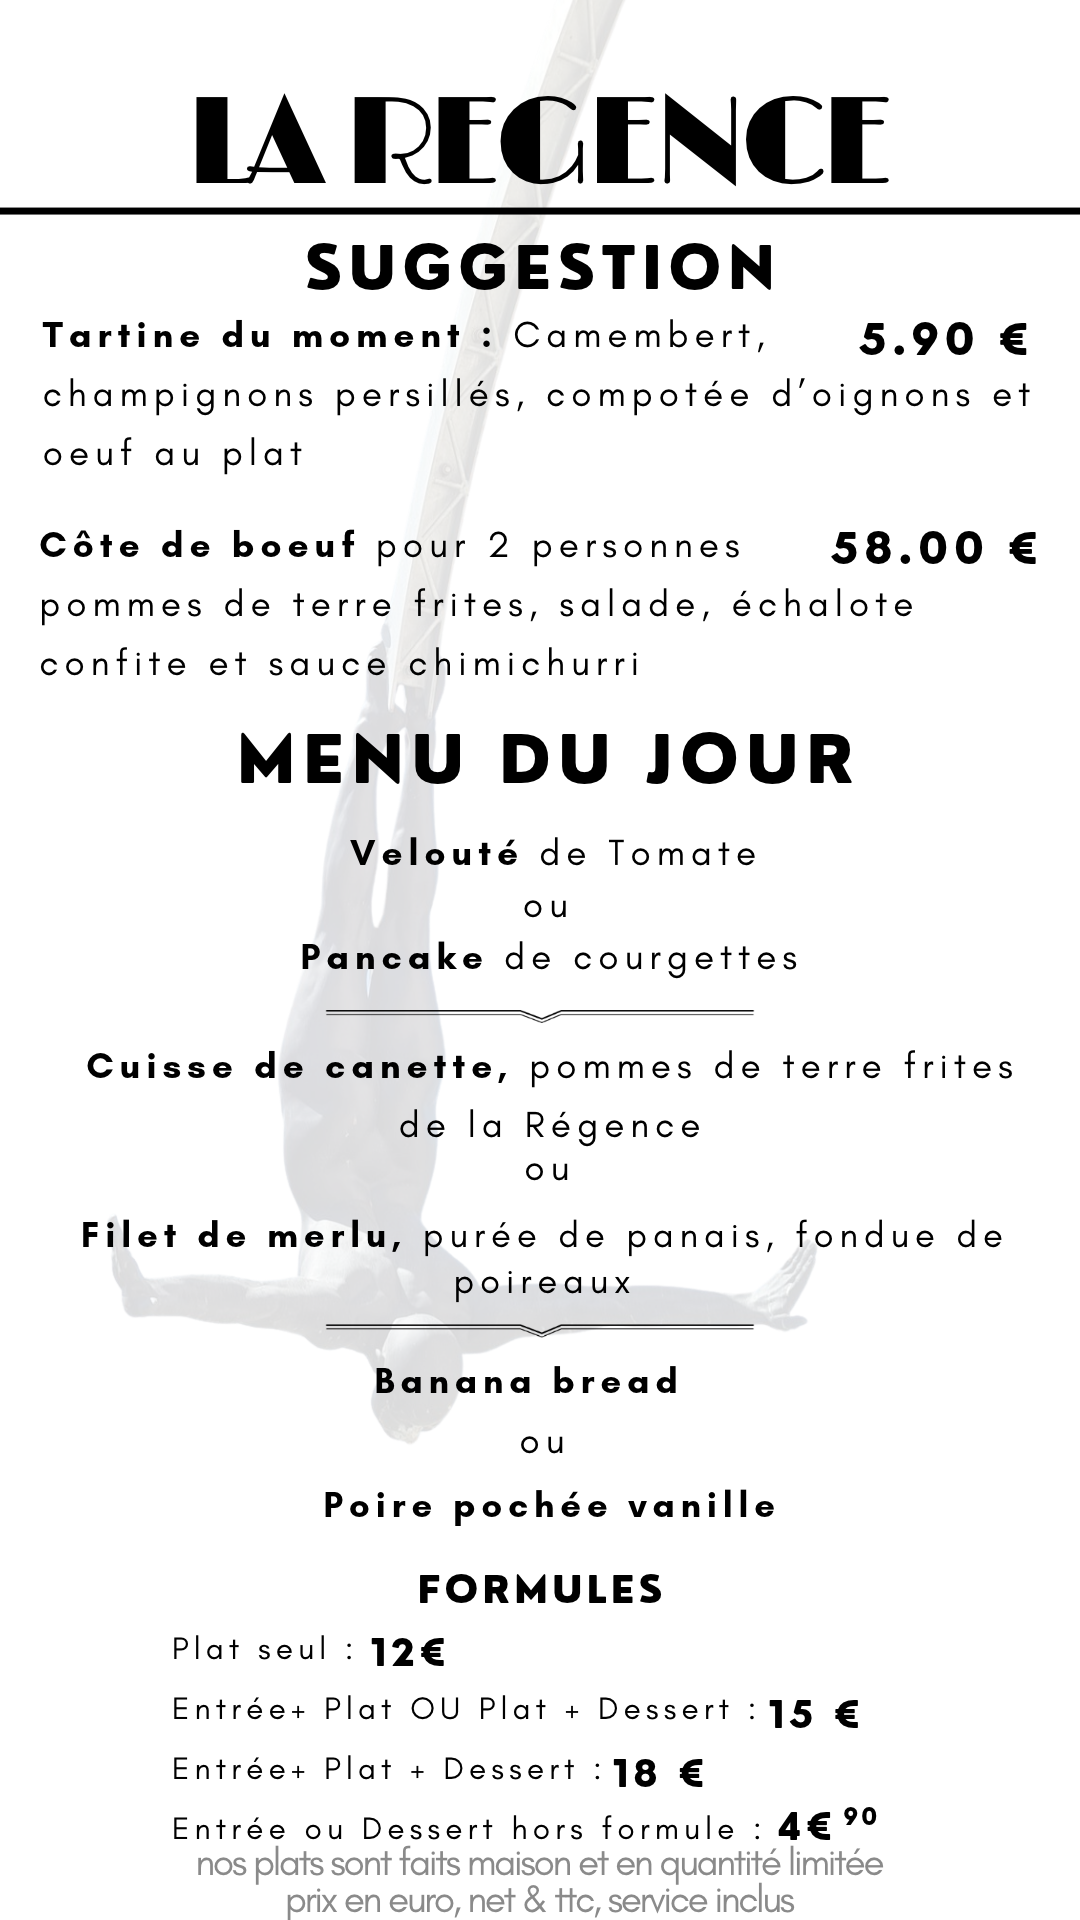 LA REGENCE
SUGGESTION
Tartine du moment : Camembert, 5.90 €
champignons persillés, compotée d’oignons et
oeuf au plat
Côte de boeuf pour 2 personnes 58.00 €
pommes de terre frites, salade, échalote
confite et sauce chimichurri
MENU DU JOUR
Velouté de Tomate
ou
Pancake de courgettes
Cuisse de canette, pommes de terre frites
de la Régence
ou
Filet de merlu, purée de panais, fondue de
poireaux
Banana bread
ou
Poire pochée vanille
FORMULES
Plat seul : 12€
Entrée+ Plat OU Plat + Dessert : 15 €
Entrée+ Plat + Dessert : 18 €
Entrée ou Dessert hors formule : 4€ 90
nos plats sont faits maison et en quantité limitée
prix en euro, net & ttc, service inclus